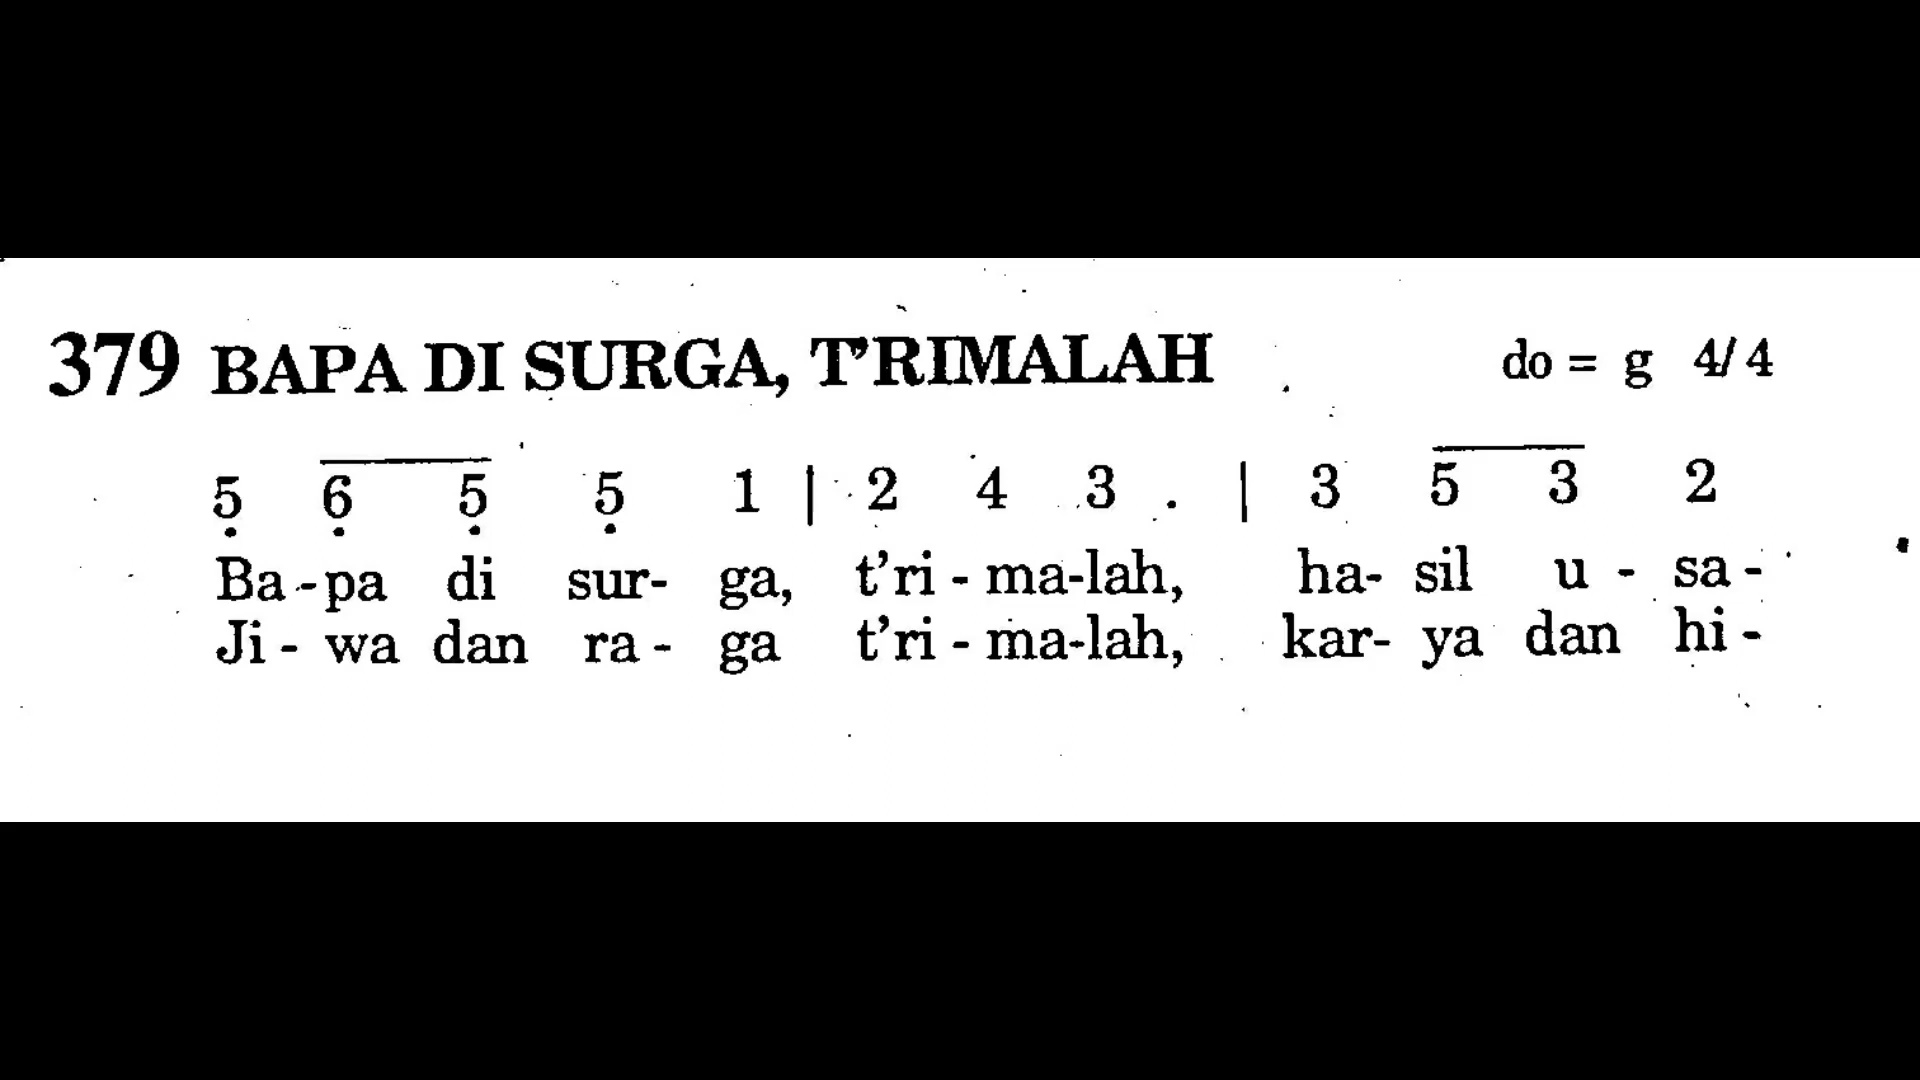 379 BAPA DI SURGA, T'RIMALAH do = g 4/4
5 6 5 5 1 | 2 4 3 . | 3 5 3 2
Ba - pa di sur- ga, t'ri - ma-lah, ha- sil u - sa -
Ji - wa dan ra - ga t'ri - ma-lah, kar- ya dan hi -